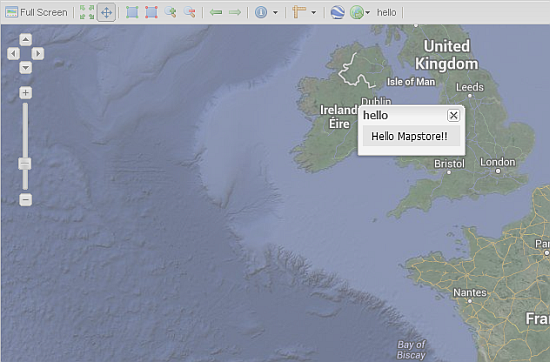 Full Screen
hello
United
Kingdom
Isle of Man
Leeds
Dublin
Ireland
Éire
hello
Hello Mapstore!!
Bristol
London
Par
Nantes
Fran
Bay of
Biscay